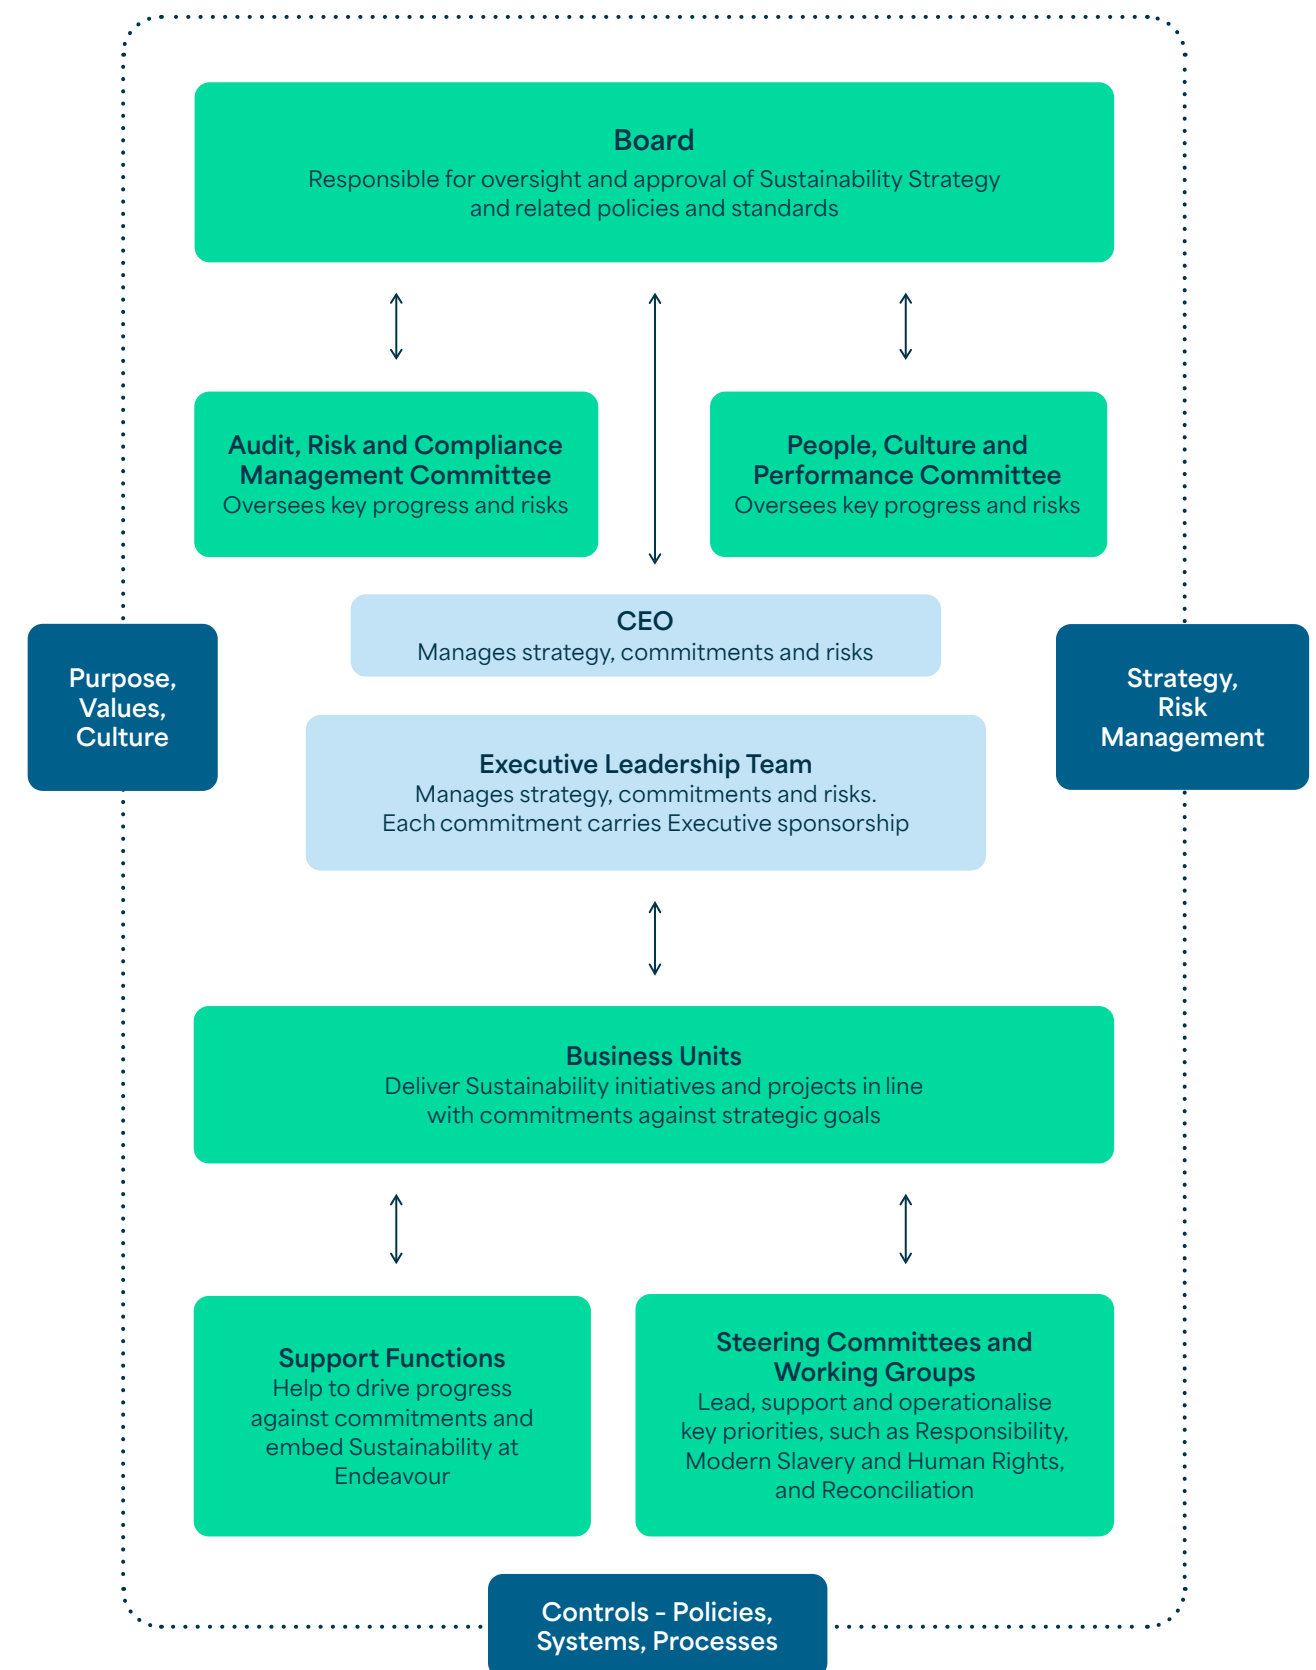 Board
Responsible for oversight and approval of Sustainability Strategy
and related policies and standards
Audit, Risk and Compliance
Management Committee
Oversees key progress and risks
People, Culture and
Performance Committee
Oversees key progress and risks
CEO
Manages strategy, commitments and risks
Purpose,
Values,
Culture
Strategy,
Risk
Management
Executive Leadership Team
Manages strategy, commitments and risks.
Each commitment carries Executive sponsorship
Business Units
Deliver Sustainability initiatives and projects in line
with commitments against strategic goals
Support Functions
Help to drive progress
against commitments and
embed Sustainability at
Endeavour
Steering Committees and
Working Groups
Lead, support and operationalise
key priorities, such as Responsibility,
Modern Slavery and Human Rights,
and Reconciliation
Controls – Policies,
Systems, Processes